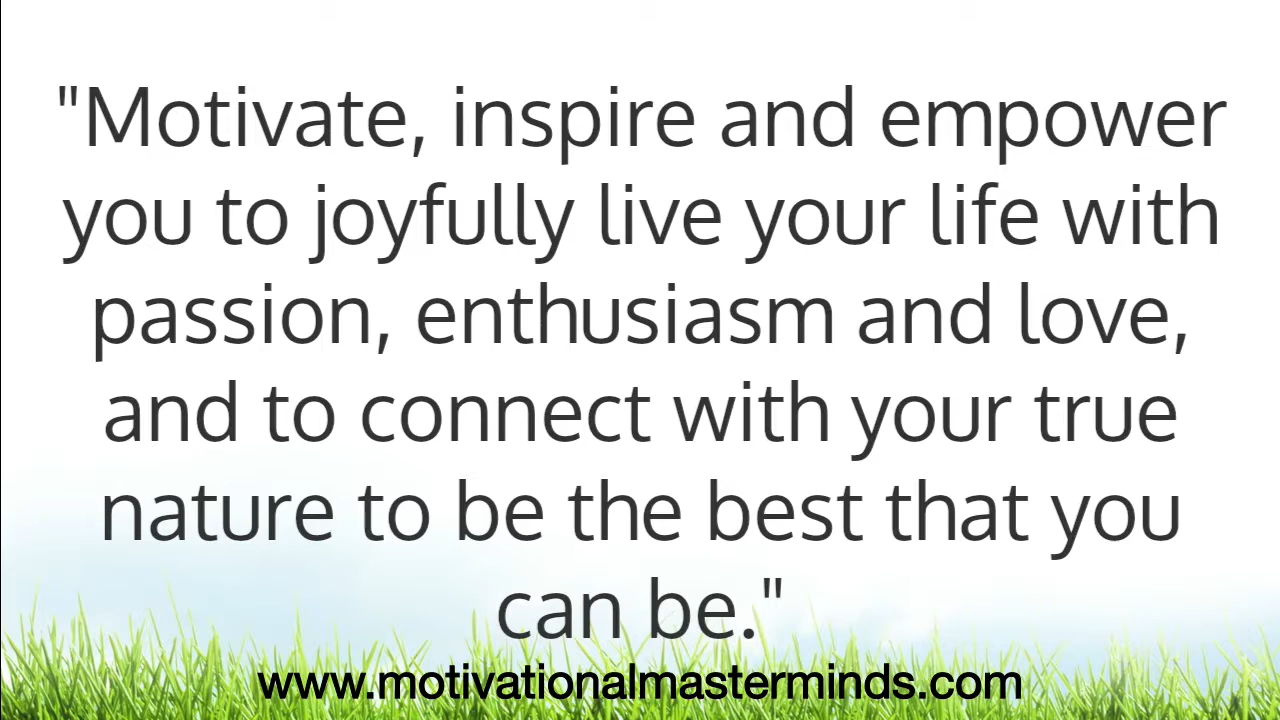 "Motivate, inspire and empower
you to joyfully live your life with
passion, enthusiasm and love,
and to connect with your true
nature to be the best that you
can be."
www.motivationalmasterminds.com